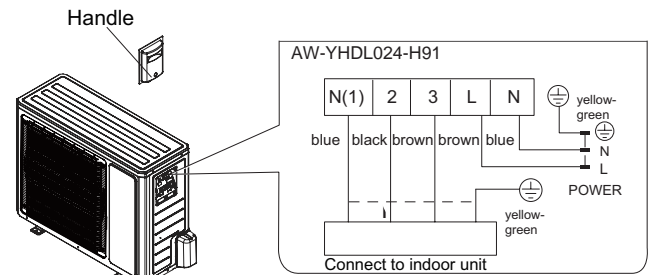 Handle
AW-YHDL024-H91
N(1) 2 3 L N
yellow-
green
blue black brown brown blue
N
L
POWER
yellow-
green
Connect to indoor unit